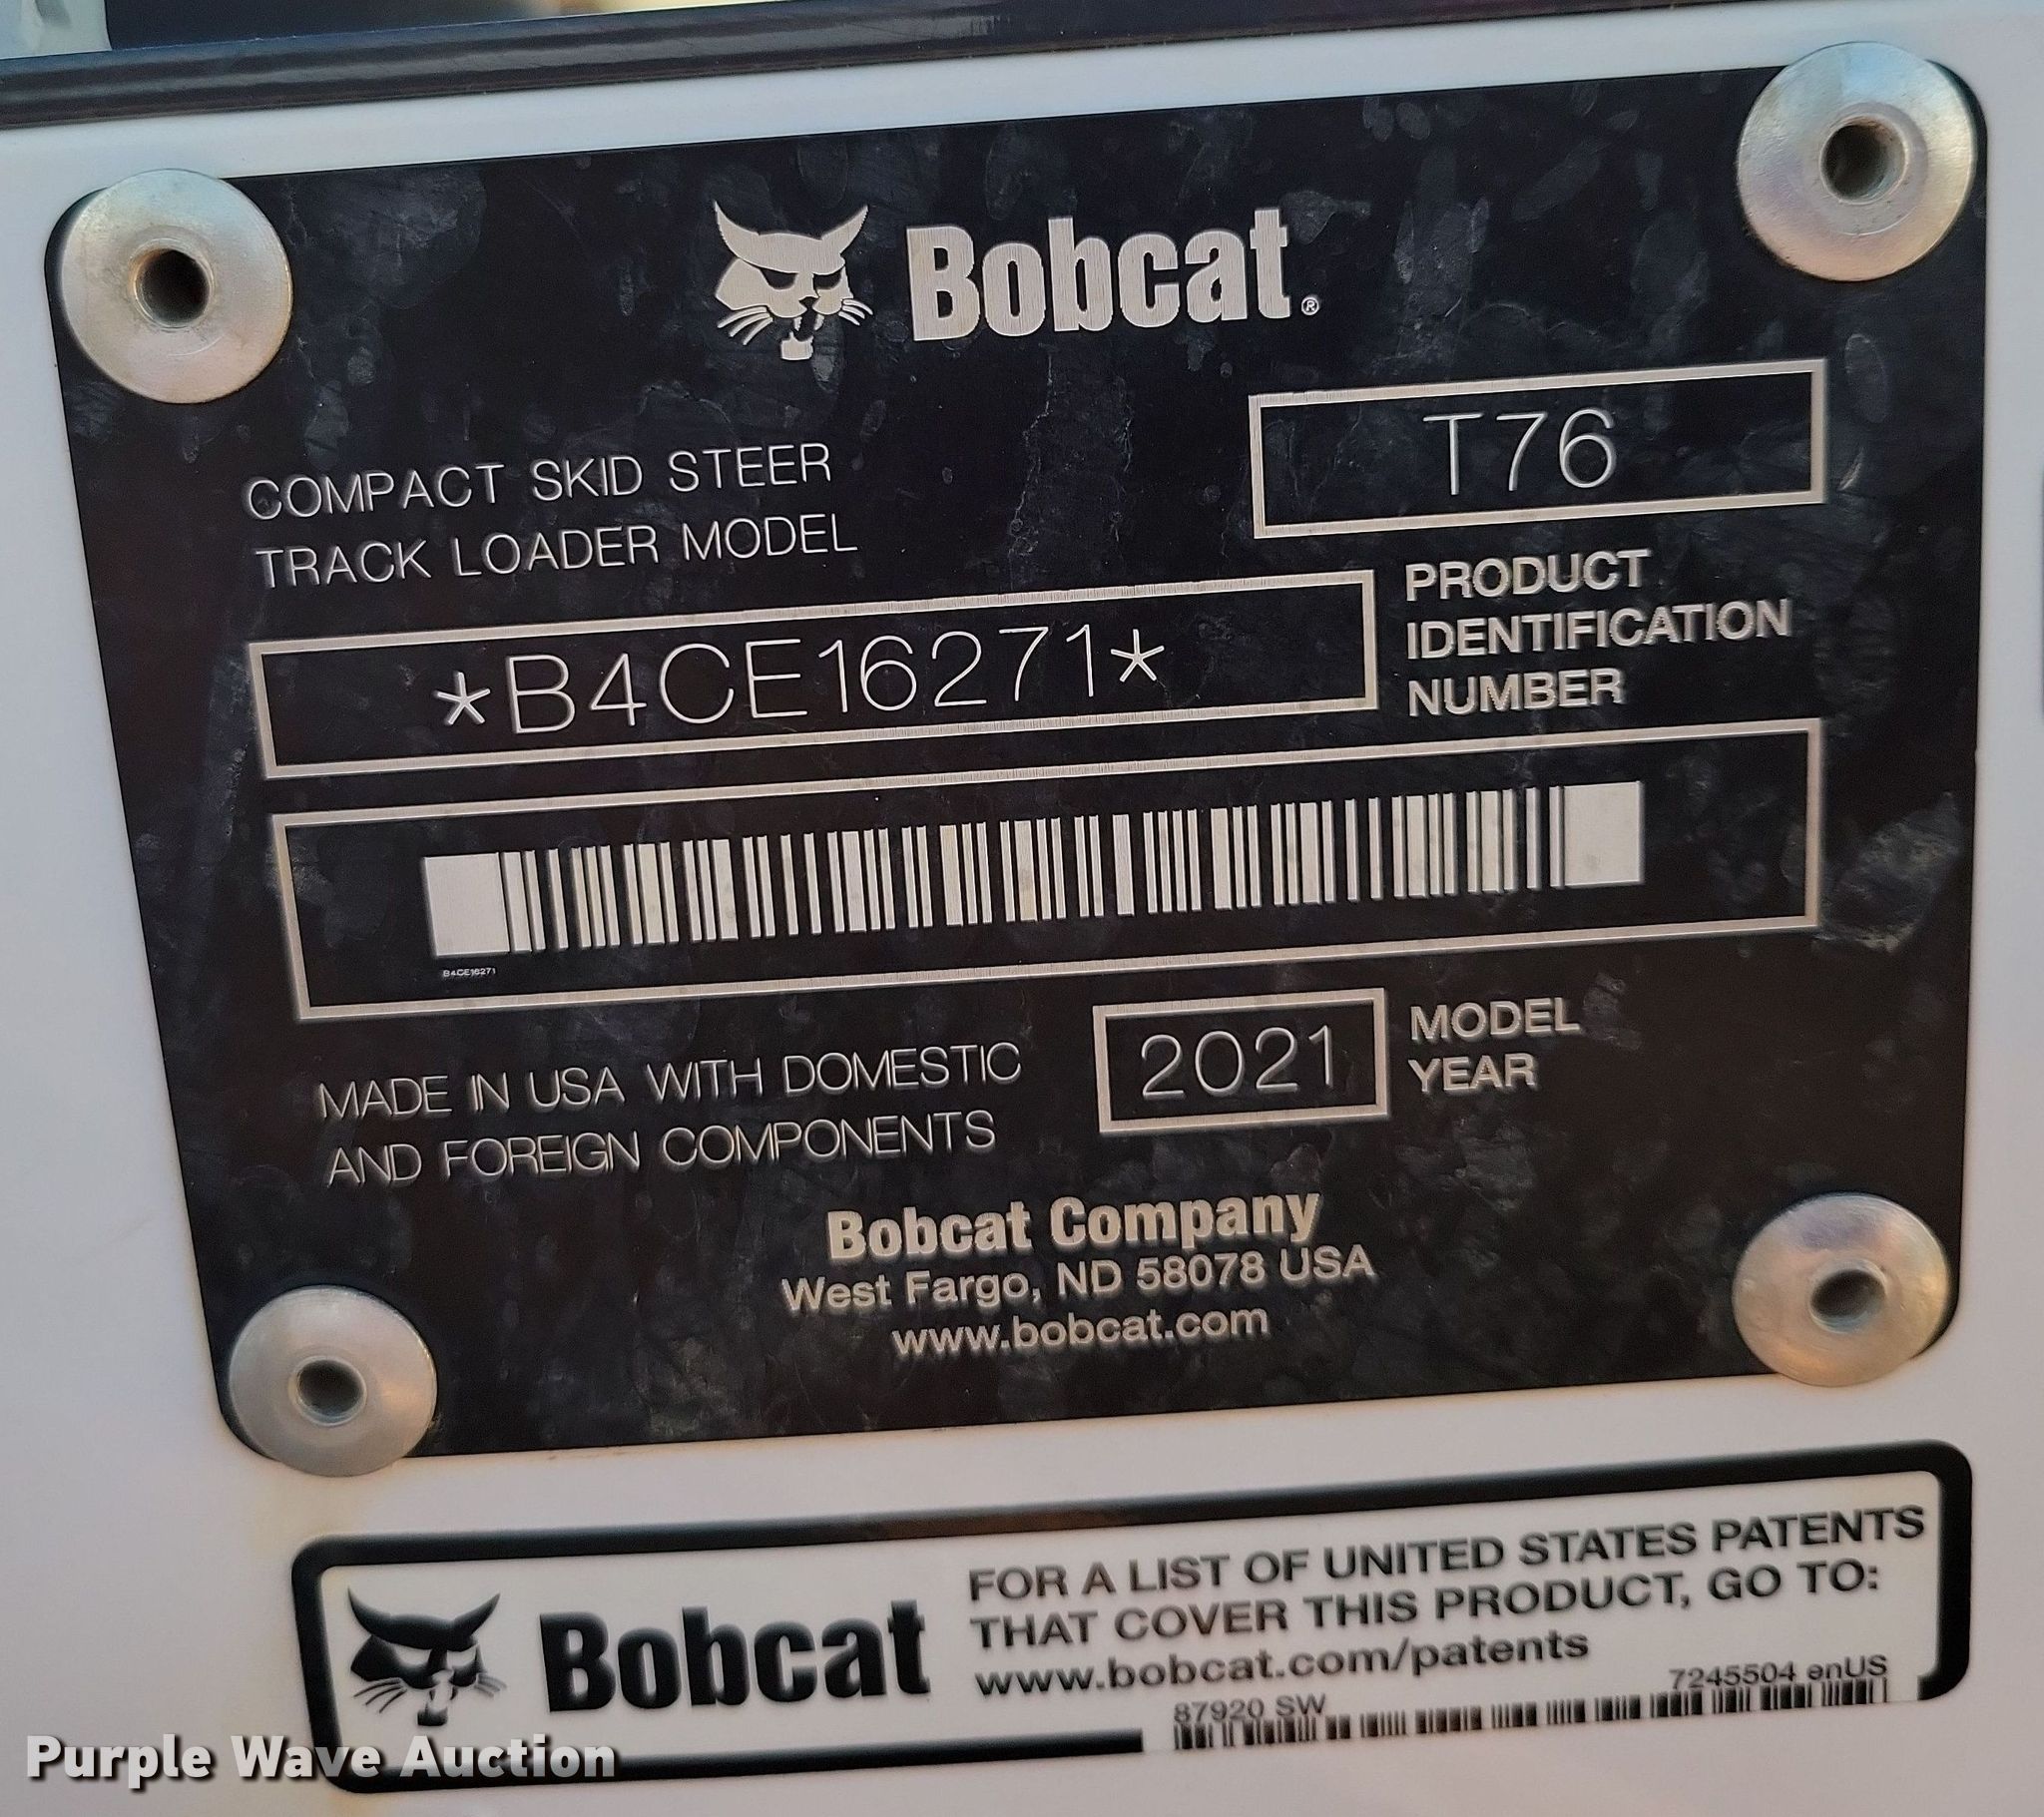 Bobcat®
COMPACT SKID STEER
TRACK LOADER MODEL
T76
*B4CE16271*
PRODUCT
IDENTIFICATION
NUMBER
B4CE16271
MADE IN USA WITH DOMESTIC
AND FOREIGN COMPONENTS
2021
MODEL
YEAR
Bobcat Company
West Fargo, ND 58078 USA
www.bobcat.com
Bobcat
FOR A LIST OF UNITED STATES PATENTS
THAT COVER THIS PRODUCT, GO TO:
www.bobcat.com/patents
87920 SW
7245504 enUS
Purple Wave Auction